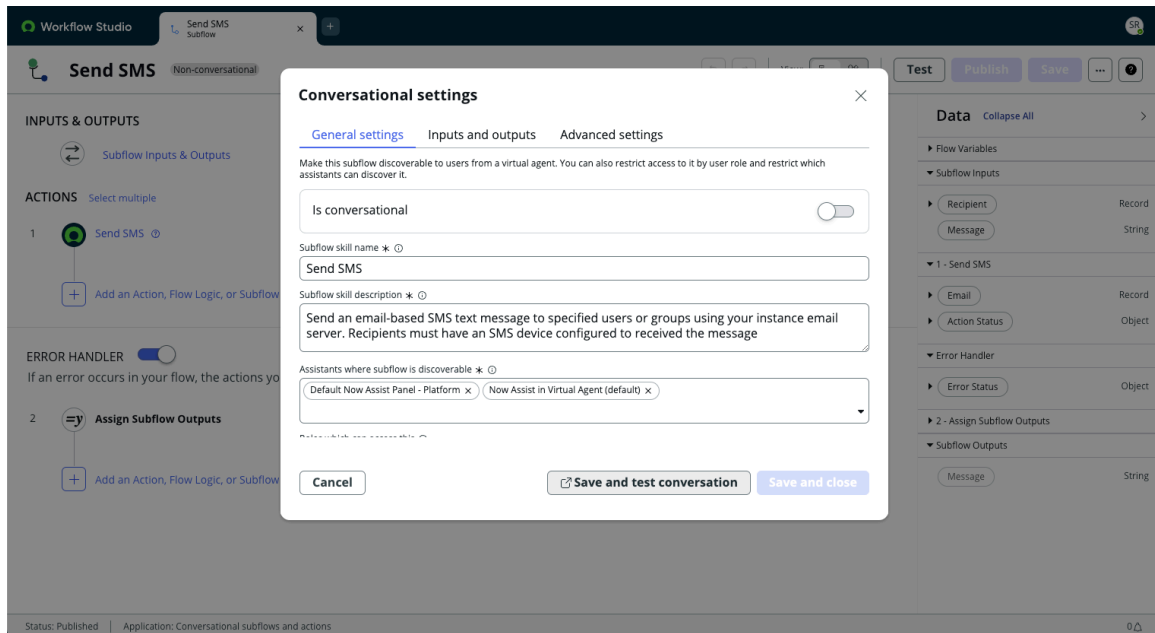 Workflow Studio
Send SMS
Subflow
SR
Send SMS
Non-conversational
Test
Publish
Save
INPUTS & OUTPUTS
Subflow Inputs & Outputs
ACTIONS Select multiple
1 Send SMS
Add an Action, Flow Logic, or Subflow
ERROR HANDLER
If an error occurs in your flow, the actions yo
2 =y Assign Subflow Outputs
Add an Action, Flow Logic, or Subflow
Conversational settings
General settings Inputs and outputs Advanced settings
Make this subflow discoverable to users from a virtual agent. You can also restrict access to it by user role and restrict which
assistants can discover it.
Is conversational
Subflow skill name *
Send SMS
Subflow skill description *
Send an email-based SMS text message to specified users or groups using your instance email
server. Recipients must have an SMS device configured to received the message
Assistants where subflow is discoverable *
Default Now Assist Panel - Platform × Now Assist in Virtual Agent (default) ×
Cancel
Save and test conversation
Save and close
Data Collapse All
Flow Variables
Subflow Inputs
Recipient Record
Message String
1 - Send SMS
Email Record
Action Status Object
Error Handler
Error Status Object
2 - Assign Subflow Outputs
Subflow Outputs
Message String
Status: Published | Application: Conversational subflows and actions
0